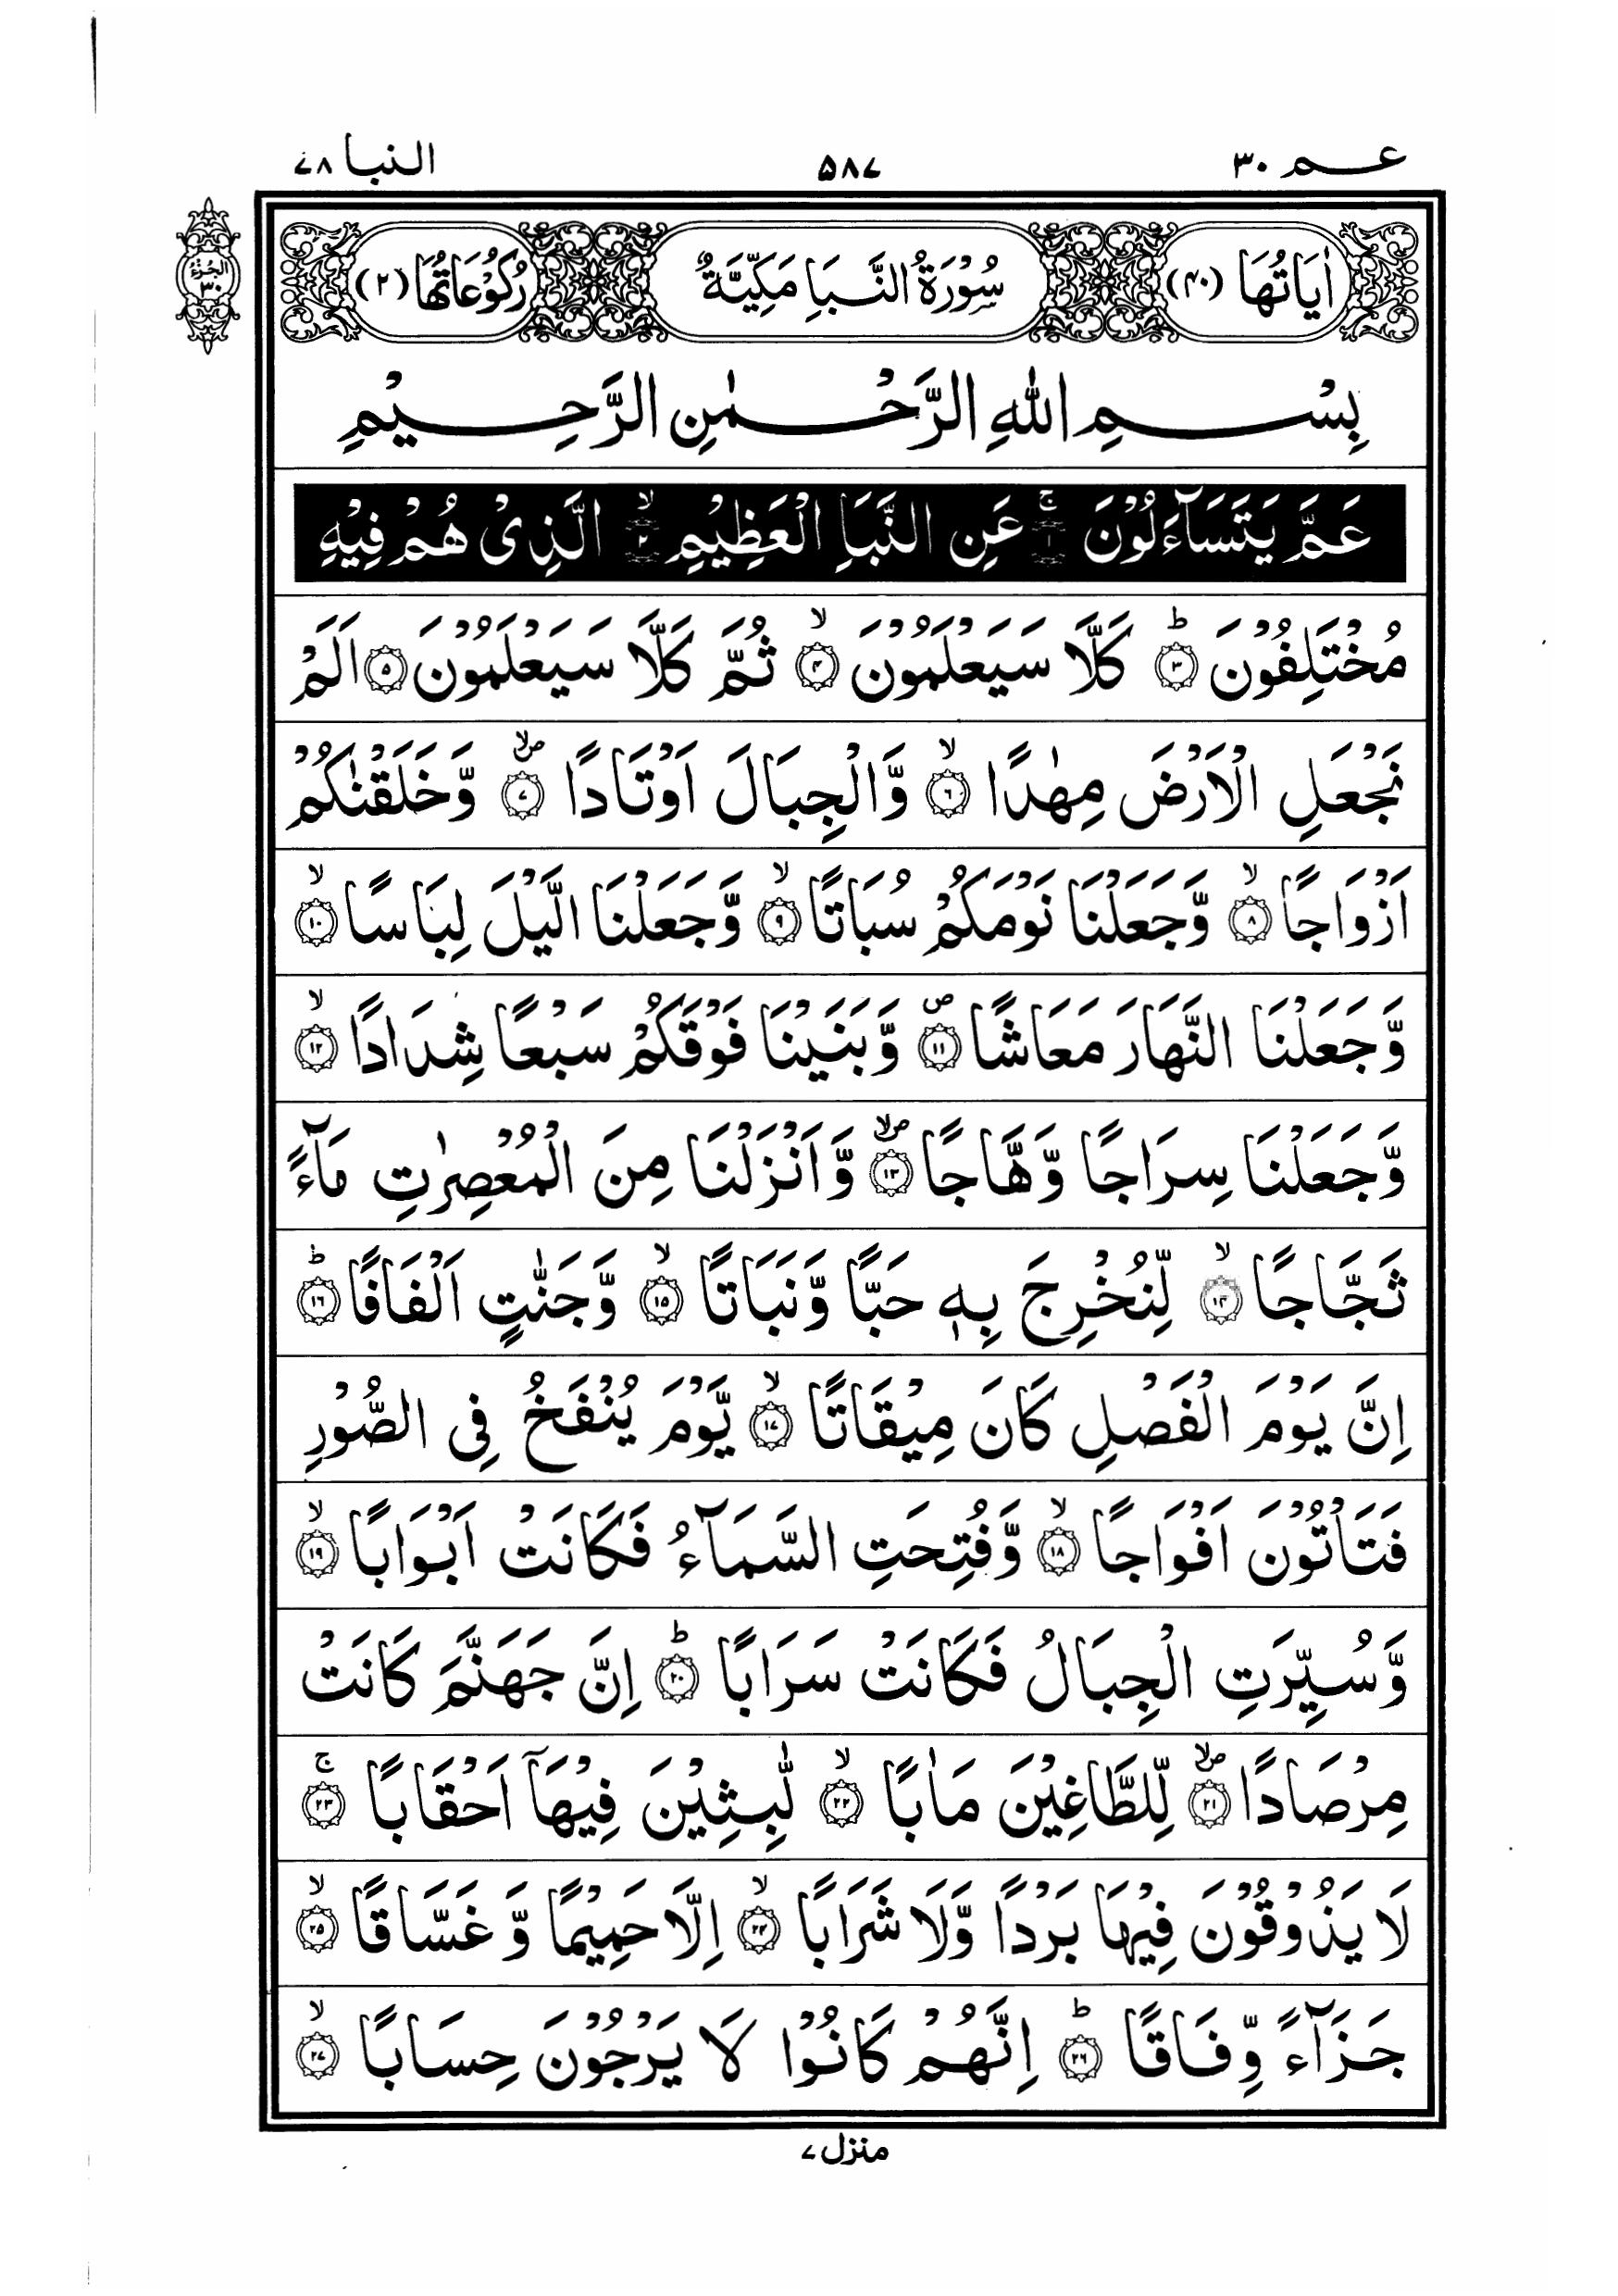 عـــم ٣٠
٥٨٧
النبا ٧٨
الجزء ٣٠
اٰيَاتُهَا (٤٠)
سُوْرَةُ النَّبَاِ مَكِّيَّةٌ
رُكُوْعَاتُهَا (٢)
بِسْمِ اللهِ الرَّحْمٰنِ الرَّحِيْمِ
عَمَّ يَتَسَآءَلُوْنَ ۚ‏﴿١﴾ عَنِ النَّبَاِ الْعَظِيْمِ ۙ‏﴿٢﴾ الَّذِىْ هُمْ فِيْهِ
مُخْتَلِفُوْنَ ؕ‏﴿٣﴾ كَلَّا سَيَعْلَمُوْنَ ۙ‏﴿٤﴾ ثُمَّ كَلَّا سَيَعْلَمُوْنَ ﴿٥﴾ اَلَمْ
نَجْعَلِ الْاَرْضَ مِهٰدًا ۙ‏﴿٦﴾ وَّالْجِبَالَ اَوْتَادًا ۪ۙ‏﴿٧﴾ وَّخَلَقْنٰكُمْ
اَزْوَاجًا ۙ‏﴿٨﴾ وَّجَعَلْنَا نَوْمَكُمْ سُبَاتًا ۙ‏﴿٩﴾ وَّجَعَلْنَا الَّيْلَ لِبَاسًا ۙ‏﴿١٠﴾
وَّجَعَلْنَا النَّهَارَ مَعَاشًا ۪‏﴿١١﴾ وَّبَنَيْنَا فَوْقَكُمْ سَبْعًا شِدَادًا ۙ‏﴿١٢﴾
وَّجَعَلْنَا سِرَاجًا وَّهَّاجًا ۪ۙ‏﴿١٣﴾ وَّاَنْزَلْنَا مِنَ الْمُعْصِرٰتِ مَآءً
ثَجَّاجًا ۙ‏﴿١٤﴾ لِّنُخْرِجَ بِهٖ حَبًّا وَّنَبَاتًا ۙ‏﴿١٥﴾ وَّجَنّٰتٍ اَلْفَافًا ؕ‏﴿١٦﴾
اِنَّ يَوْمَ الْفَصْلِ كَانَ مِيْقَاتًا ۙ‏﴿١٧﴾ يَّوْمَ يُنْفَخُ فِى الصُّوْرِ
فَتَاْتُوْنَ اَفْوَاجًا ۙ‏﴿١٨﴾ وَّفُتِحَتِ السَّمَآءُ فَكَانَتْ اَبْوَابًا ۙ‏﴿١٩﴾
وَّسُيِّرَتِ الْجِبَالُ فَكَانَتْ سَرَابًا ؕ‏﴿٢٠﴾ اِنَّ جَهَنَّمَ كَانَتْ
مِرْصَادًا ۪ۙ‏﴿٢١﴾ لِّلطَّاغِيْنَ مَاٰبًا ۙ‏﴿٢٢﴾ لّٰبِثِيْنَ فِيْهَاۤ اَحْقَابًا ۚ‏﴿٢٣﴾
لَا يَذُوْقُوْنَ فِيْهَا بَرْدًا وَّلَا شَرَابًا ۙ‏﴿٢٤﴾ اِلَّا حَمِيْمًا وَّ غَسَّاقًا ۙ‏﴿٢٥﴾
جَزَآءً وِّفَاقًا ؕ‏﴿٢٦﴾ اِنَّهُمْ كَانُوْا لَا يَرْجُوْنَ حِسَابًا ۙ‏﴿٢٧﴾
منزل ٧